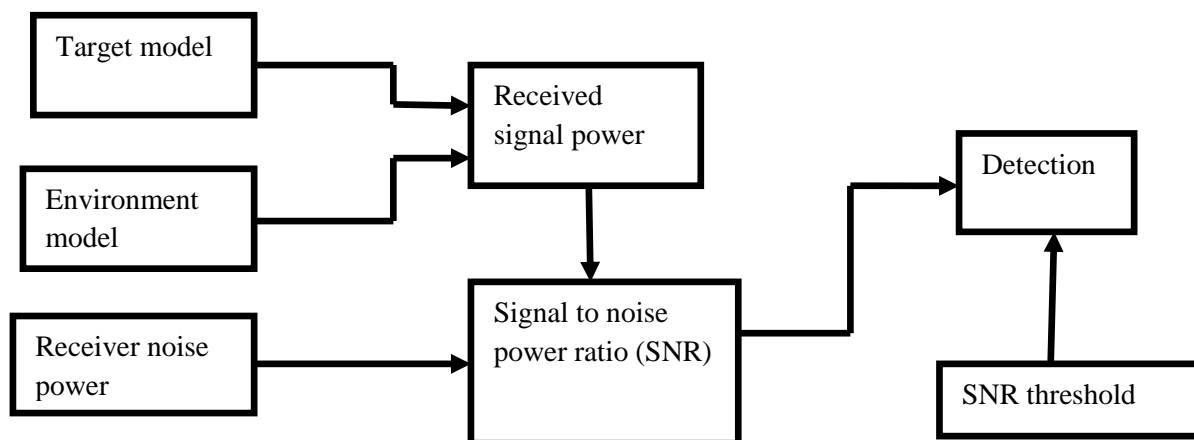 Target model
Received
signal power
Environment
model
Detection
Receiver noise
power
Signal to noise
power ratio (SNR)
SNR threshold